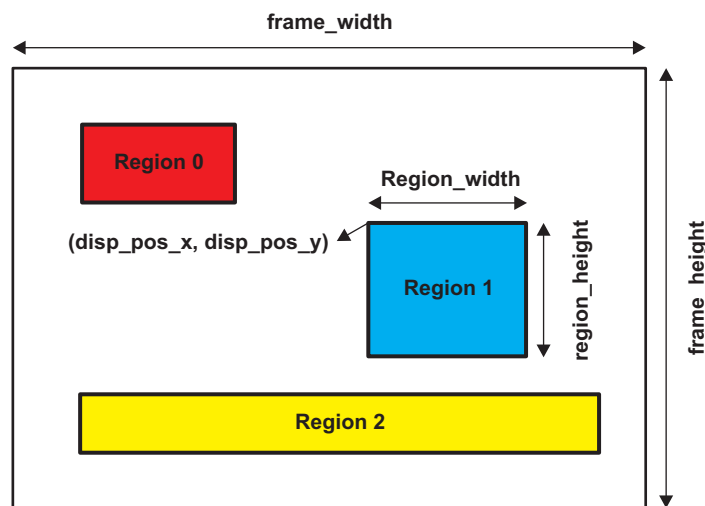 frame_width
Region 0
Region_width
(disp_pos_x, disp_pos_y)
Region 1
region_height
frame_height
Region 2